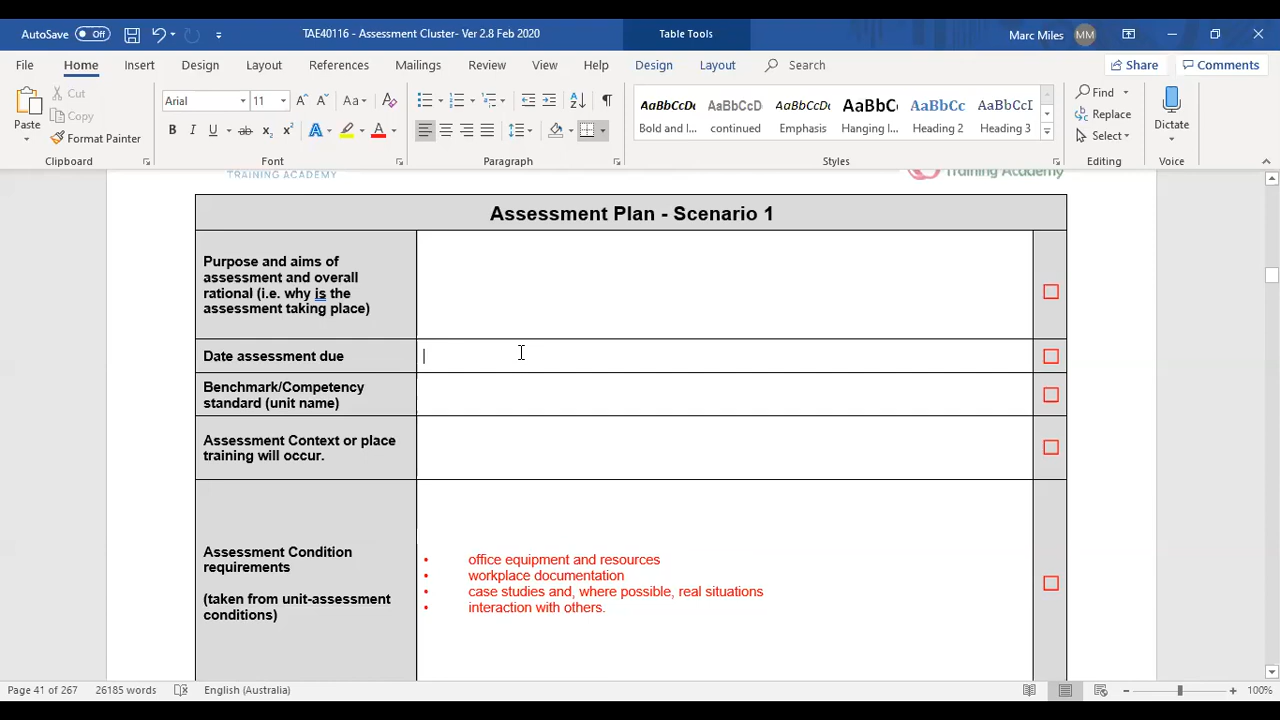 AutoSave Off TAE40116 - Assessment Cluster- Ver 2.8 Feb 2020 Table Tools Marc Miles MM
File Home Insert Design Layout References Mailings Review View Help Design Layout Search Share Comments
Paste Cut Copy Format Painter
Arial 11 Aa
B I U ab x₂ x² A A
AaBbCcDc AaBbCcDc AaBbCcDc AaBbC AaBbCc AaBbCcD
Bold and I... continued Emphasis Hanging I... Heading 2 Heading 3
Find Replace Select Dictate
Clipboard Font Paragraph Styles Editing Voice
TRAINING ACADEMY Training Academy
Assessment Plan - Scenario 1
Purpose and aims of
assessment and overall
rational (i.e. why is the
assessment taking place)
Date assessment due
Benchmark/Competency
standard (unit name)
Assessment Context or place
training will occur.
Assessment Condition
requirements
(taken from unit-assessment
conditions)
• office equipment and resources
• workplace documentation
• case studies and, where possible, real situations
• interaction with others.
Page 41 of 267 26185 words English (Australia) 100%